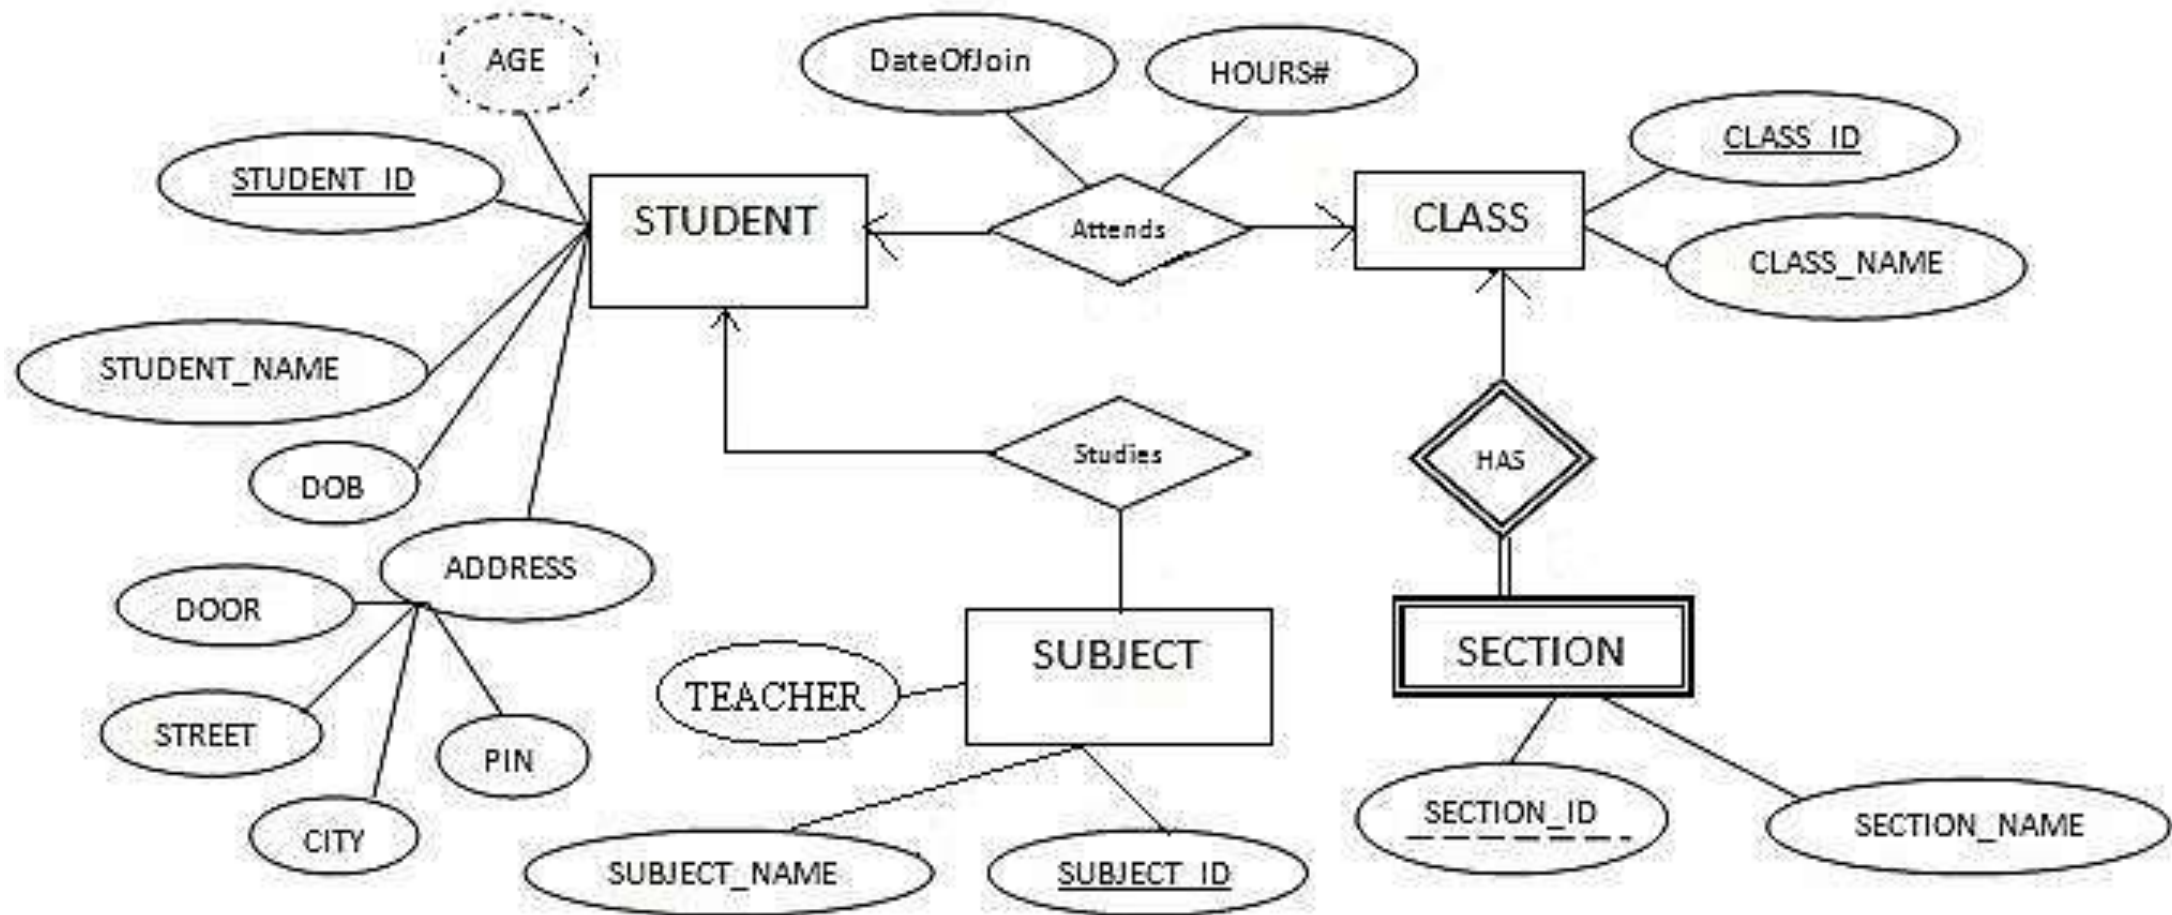 AGE
DateOfJoin
HOURS#
STUDENT_ID
CLASS_ID
STUDENT
Attends
CLASS
CLASS_NAME
STUDENT_NAME
DOB
Studies
HAS
ADDRESS
DOOR
SUBJECT
SECTION
TEACHER
STREET
PIN
CITY
SECTION_ID
SECTION_NAME
SUBJECT_NAME
SUBJECT_ID